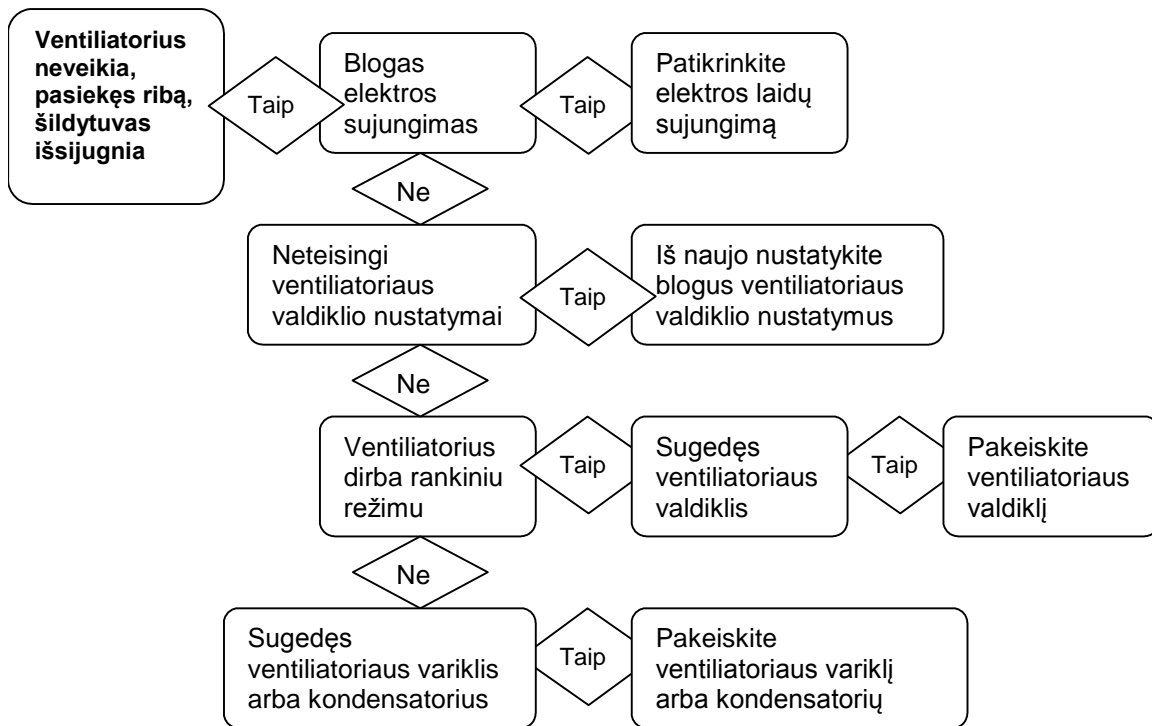 Ventiliatorius
neveikia,
pasiekęs ribą,
šildytuvas
išsijugnia
Taip
Blogas
elektros
sujungimas
Taip
Patikrinkite
elektros laidų
sujungimą
Ne
Neteisingi
ventiliatoriaus
valdiklio nustatymai
Taip
Iš naujo nustatykite
blogus ventiliatoriaus
valdiklio nustatymus
Ne
Ventiliatorius
dirba rankiniu
režimu
Taip
Sugedęs
ventiliatoriaus
valdiklis
Taip
Pakeiskite
ventiliatoriaus
valdiklį
Ne
Sugedęs
ventiliatoriaus variklis
arba kondensatorius
Taip
Pakeiskite
ventiliatoriaus variklį
arba kondensatorių